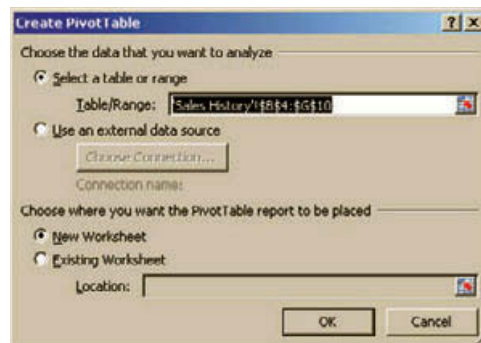 Create PivotTable
Choose the data that you want to analyze
Select a table or range
Table/Range: 'Sales History'!$B$4:$G$10
Use an external data source
Choose Connection...
Connection name:
Choose where you want the PivotTable report to be placed
New Worksheet
Existing Worksheet
Location:
OK Cancel